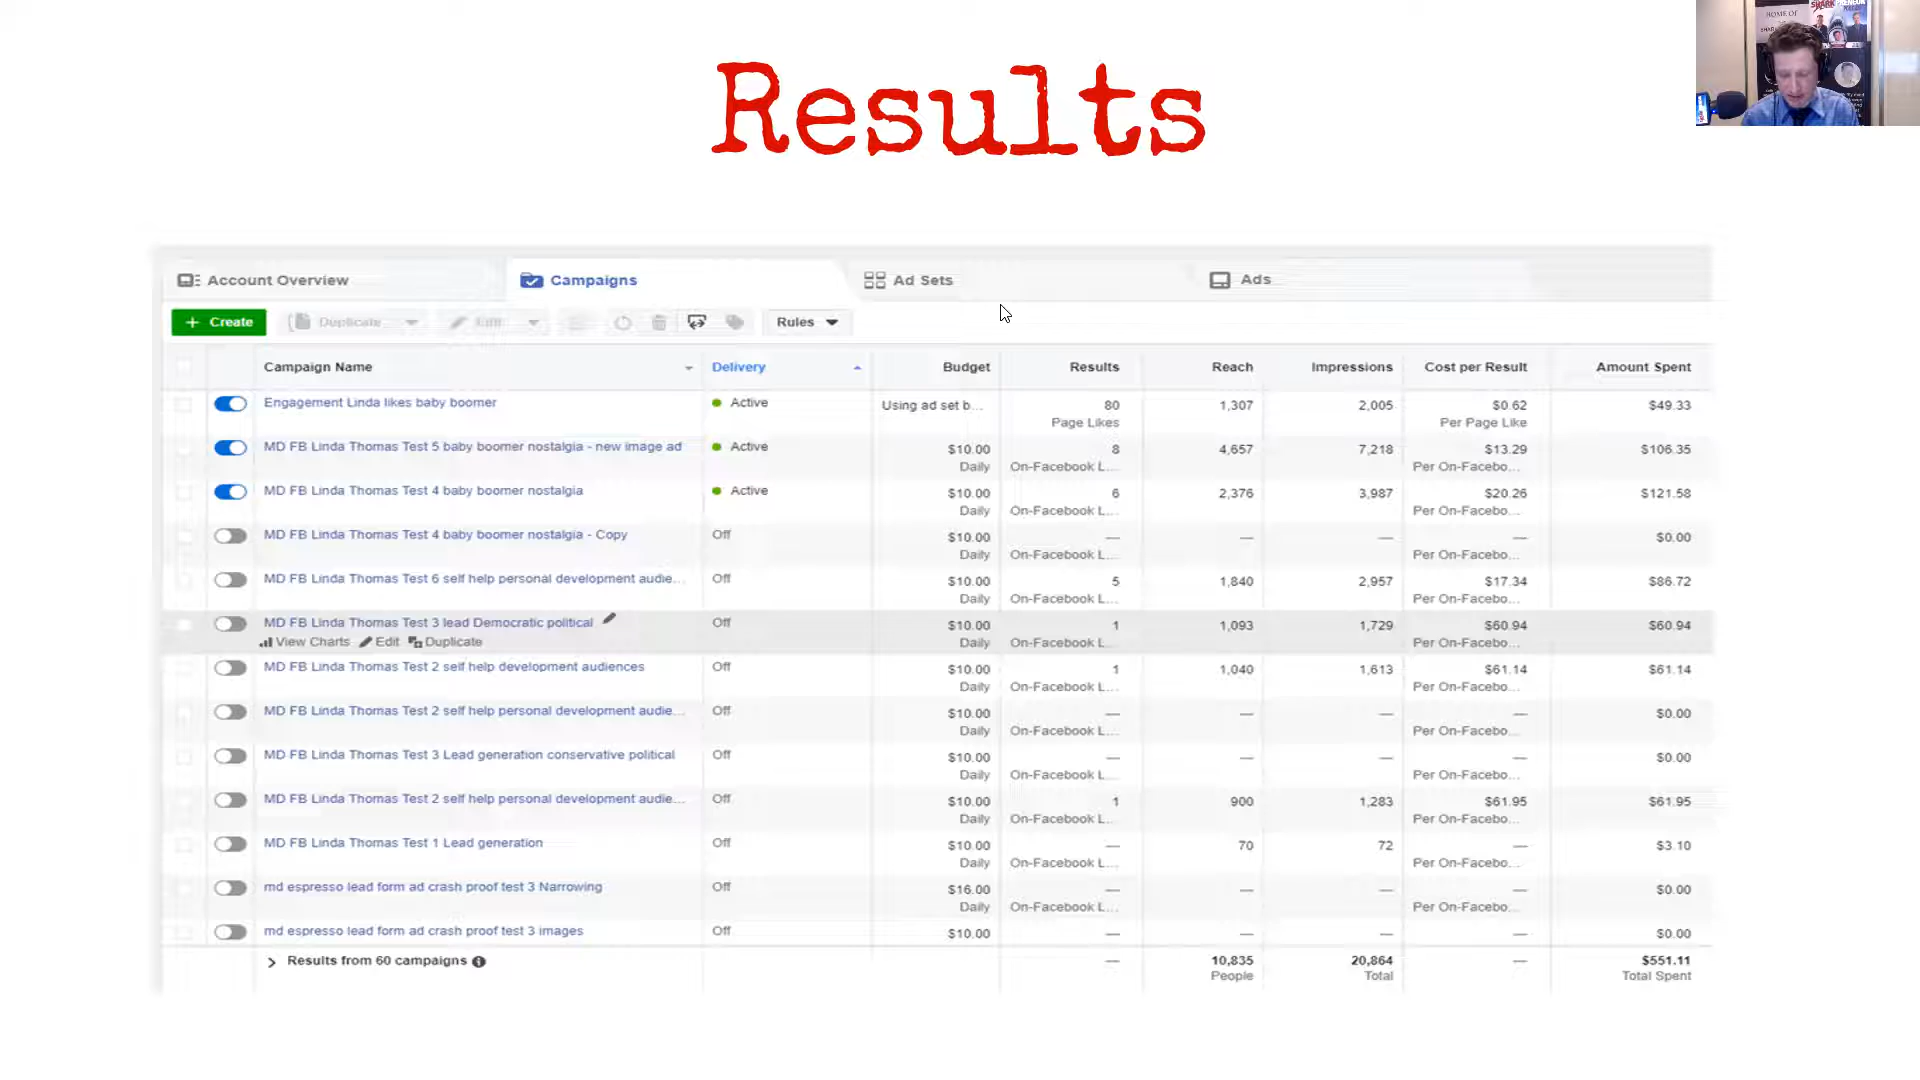 Results
HOME OF
SHARK
Account Overview
Campaigns
Ad Sets
Ads
+ Create
Duplicate
Edit
Rules
Campaign Name Delivery Budget Results Reach Impressions Cost per Result Amount Spent
Engagement Linda likes baby boomer Active Using ad set b... 80 1,307 2,005 $0.62 $49.33
Page Likes Per Page Like
MD FB Linda Thomas Test 5 baby boomer nostalgia - new image ad Active $10.00 8 4,657 7,218 $13.29 $106.35
Daily On-Facebook L... Per On-Facebo...
MD FB Linda Thomas Test 4 baby boomer nostalgia Active $10.00 6 2,376 3,987 $20.26 $121.58
Daily On-Facebook L... Per On-Facebo...
MD FB Linda Thomas Test 4 baby boomer nostalgia - Copy Off $10.00 — — — — $0.00
Daily On-Facebook L... Per On-Facebo...
MD FB Linda Thomas Test 6 self help personal development audie... Off $10.00 5 1,840 2,957 $17.34 $86.72
Daily On-Facebook L... Per On-Facebo...
MD FB Linda Thomas Test 3 lead Democratic political Off $10.00 1 1,093 1,729 $60.94 $60.94
View Charts Edit Duplicate Daily On-Facebook L... Per On-Facebo...
MD FB Linda Thomas Test 2 self help development audiences Off $10.00 1 1,040 1,613 $61.14 $61.14
Daily On-Facebook L... Per On-Facebo...
MD FB Linda Thomas Test 2 self help personal development audie... Off $10.00 — — — — $0.00
Daily On-Facebook L... Per On-Facebo...
MD FB Linda Thomas Test 3 Lead generation conservative political Off $10.00 — — — — $0.00
Daily On-Facebook L... Per On-Facebo...
MD FB Linda Thomas Test 2 self help personal development audie... Off $10.00 1 900 1,283 $61.95 $61.95
Daily On-Facebook L... Per On-Facebo...
MD FB Linda Thomas Test 1 Lead generation Off $10.00 — 70 72 — $3.10
Daily On-Facebook L... Per On-Facebo...
md espresso lead form ad crash proof test 3 Narrowing Off $16.00 — — — — $0.00
Daily On-Facebook L... Per On-Facebo...
md espresso lead form ad crash proof test 3 images Off $10.00 — — — — $0.00
Results from 60 campaigns — 10,835 20,864 — $551.11
People Total Total Spent